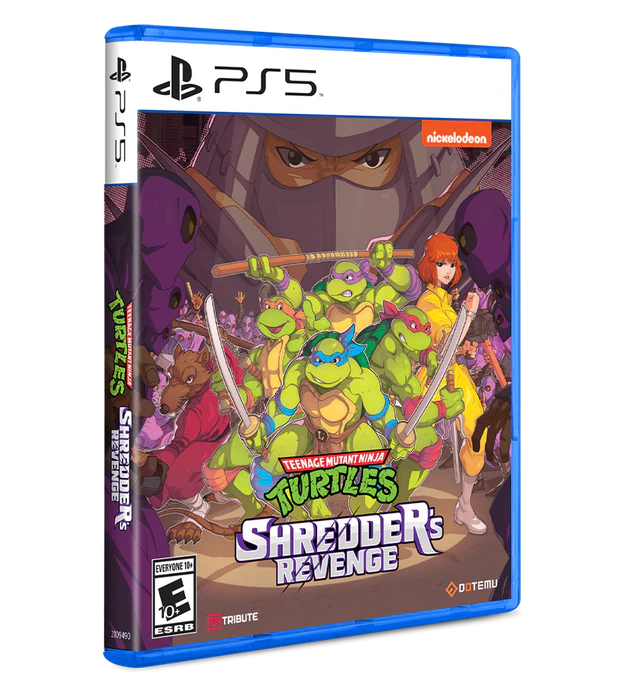 PS5
PS5
nickelodeon
TEENAGE MUTANT NINJA
TURTLES
SHREDDER's
REVENGE
TEENAGE MUTANT NINJA
TURTLES
SHREDDER's
REVENGE
EVERYONE 10+
E
10+
ESRB
TRIBUTE
DOTEMU
2109490